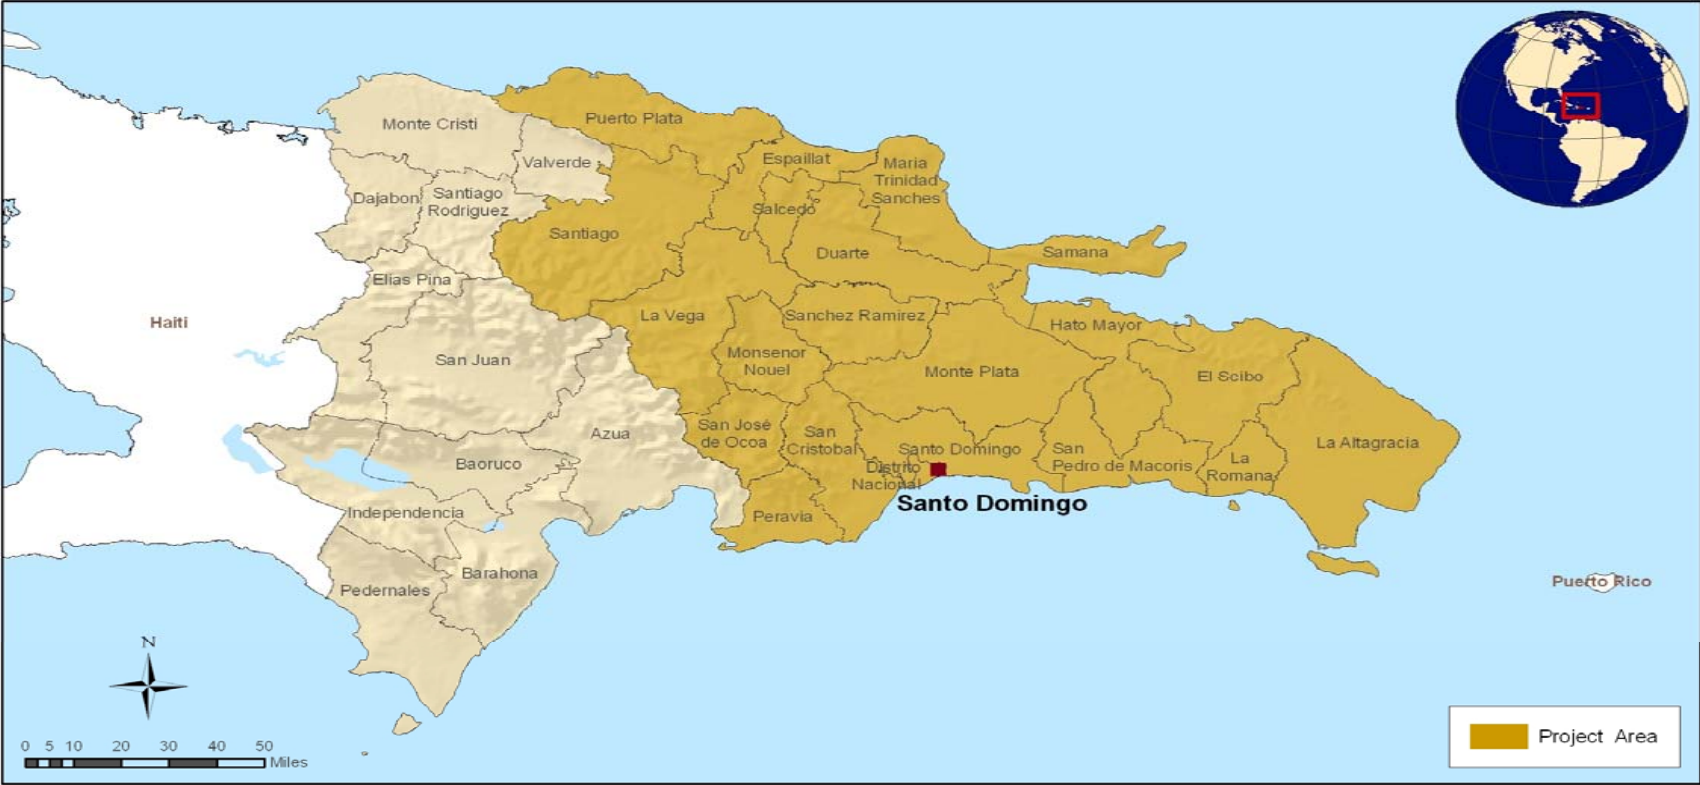 Monte Cristi
Puerto Plata
Valverde
Espaillat
Maria
Trinidad
Sanches
Dajabon
Santiago
Rodriguez
Salcedo
Santiago
Duarte
Samana
Elias Pina
Haiti
La Vega
Sanchez Ramirez
Hato Mayor
San Juan
Monsenor
Nouel
Monte Plata
El Scibo
Azua
San José
de Ocoa
San
Cristobal
Santo Domingo
San
Pedro de Macoris
La
Romana
La Altagracia
Baoruco
Distrito
Nacional
Santo Domingo
Independencia
Peravia
Barahona
Pedernales
Puerto Rico
N
0 5 10 20 30 40 50
Miles
Project Area